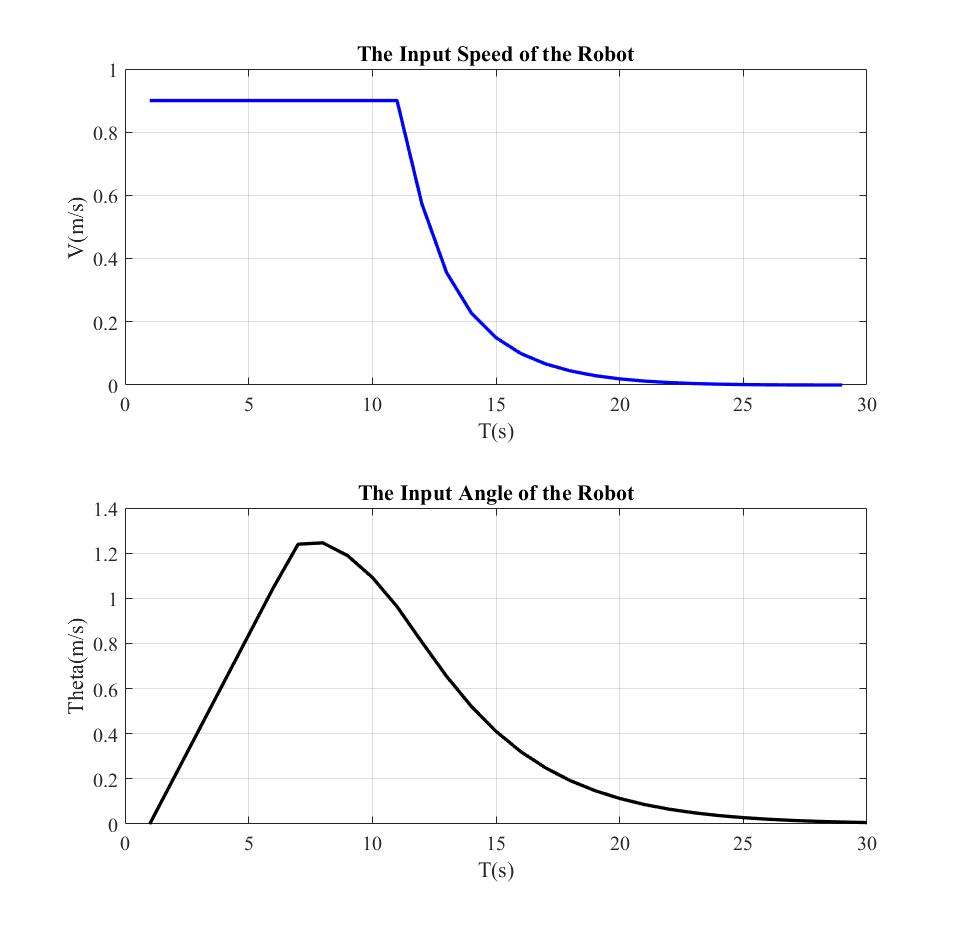 The Input Speed of the Robot
1
0.8
0.6
0.4
0.2
0
V(m/s)
0 5 10 15 20 25 30
T(s)
The Input Angle of the Robot
1.4
1.2
1
0.8
0.6
0.4
0.2
0
Theta(m/s)
0 5 10 15 20 25 30
T(s)